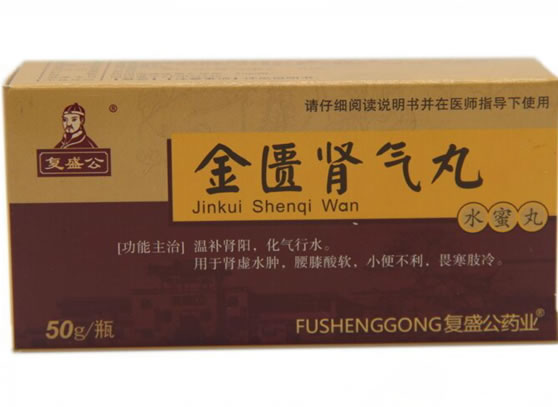 复盛公
®
请仔细阅读说明书并在医师指导下使用
金匮肾气丸
Jinkui Shenqi Wan
水蜜丸
[功能主治] 温补肾阳，化气行水。
用于肾虚水肿，腰膝酸软，小便不利，畏寒肢冷。
50g/瓶
FUSHENGGONG复盛公药业®